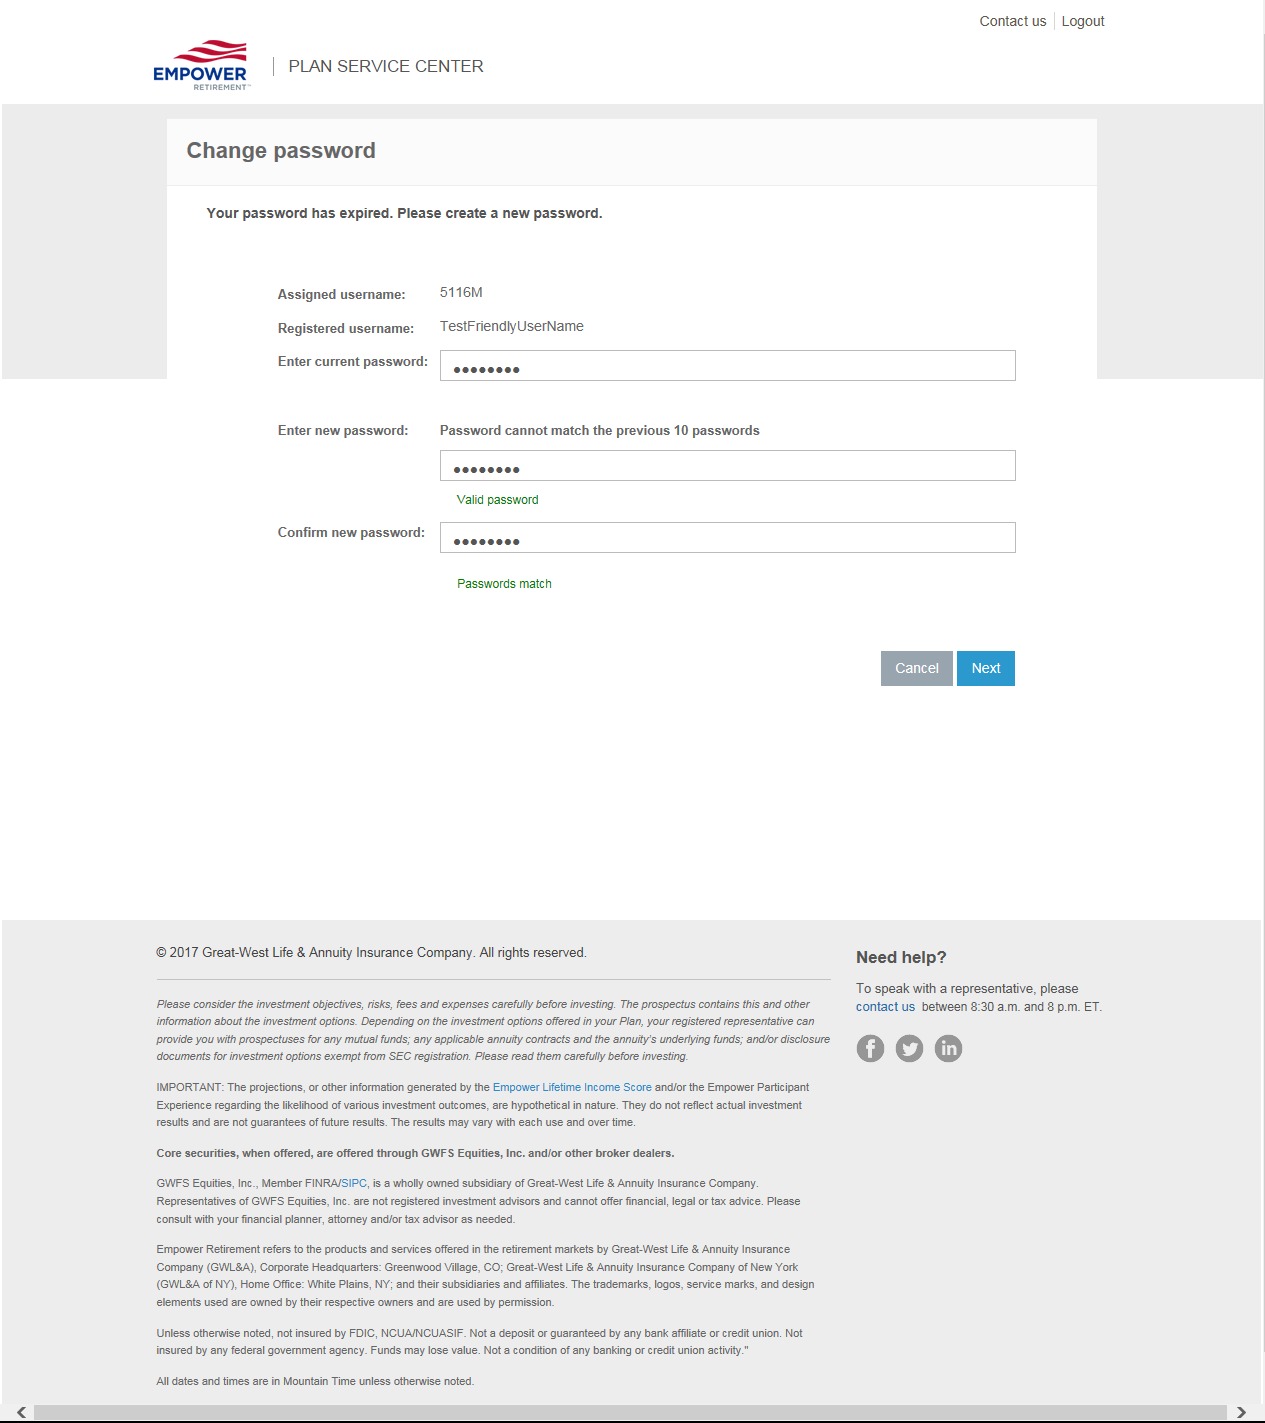 Contact us
Logout
EMPOWER
RETIREMENT™
PLAN SERVICE CENTER
Change password
Your password has expired. Please create a new password.
Assigned username: 5116M
Registered username: TestFriendlyUserName
Enter current password: ••••••••
Enter new password: Password cannot match the previous 10 passwords
••••••••
Valid password
Confirm new password: ••••••••
Passwords match
Cancel
Next
© 2017 Great-West Life & Annuity Insurance Company. All rights reserved.
Please consider the investment objectives, risks, fees and expenses carefully before investing. The prospectus contains this and other
information about the investment options. Depending on the investment options offered in your Plan, your registered representative can
provide you with prospectuses for any mutual funds; any applicable annuity contracts and the annuity's underlying funds; and/or disclosure
documents for investment options exempt from SEC registration. Please read them carefully before investing.
IMPORTANT: The projections, or other information generated by the Empower Lifetime Income Score and/or the Empower Participant
Experience regarding the likelihood of various investment outcomes, are hypothetical in nature. They do not reflect actual investment
results and are not guarantees of future results. The results may vary with each use and over time.
Core securities, when offered, are offered through GWFS Equities, Inc. and/or other broker dealers.
GWFS Equities, Inc., Member FINRA/SIPC, is a wholly owned subsidiary of Great-West Life & Annuity Insurance Company.
Representatives of GWFS Equities, Inc. are not registered investment advisors and cannot offer financial, legal or tax advice. Please
consult with your financial planner, attorney and/or tax advisor as needed.
Empower Retirement refers to the products and services offered in the retirement markets by Great-West Life & Annuity Insurance
Company (GWL&A), Corporate Headquarters: Greenwood Village, CO; Great-West Life & Annuity Insurance Company of New York
(GWL&A of NY), Home Office: White Plains, NY; and their subsidiaries and affiliates. The trademarks, logos, service marks, and design
elements used are owned by their respective owners and are used by permission.
Unless otherwise noted, not insured by FDIC, NCUA/NCUASIF. Not a deposit or guaranteed by any bank affiliate or credit union. Not
insured by any federal government agency. Funds may lose value. Not a condition of any banking or credit union activity."
All dates and times are in Mountain Time unless otherwise noted.
Need help?
To speak with a representative, please
contact us between 8:30 a.m. and 8 p.m. ET.
f
in